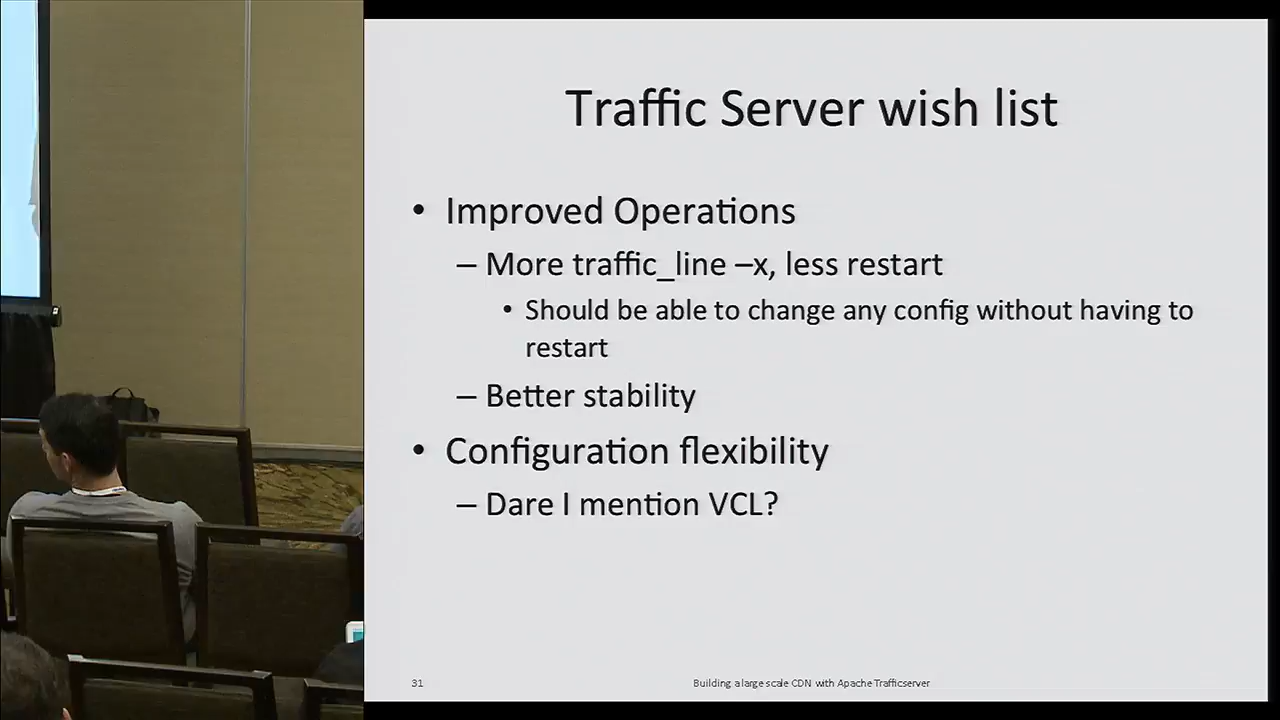 Traffic Server wish list
• Improved Operations
– More traffic_line –x, less restart
• Should be able to change any config without having to
restart
– Better stability
• Configuration flexibility
– Dare I mention VCL?
31
Building a large scale CDN with Apache Trafficserver